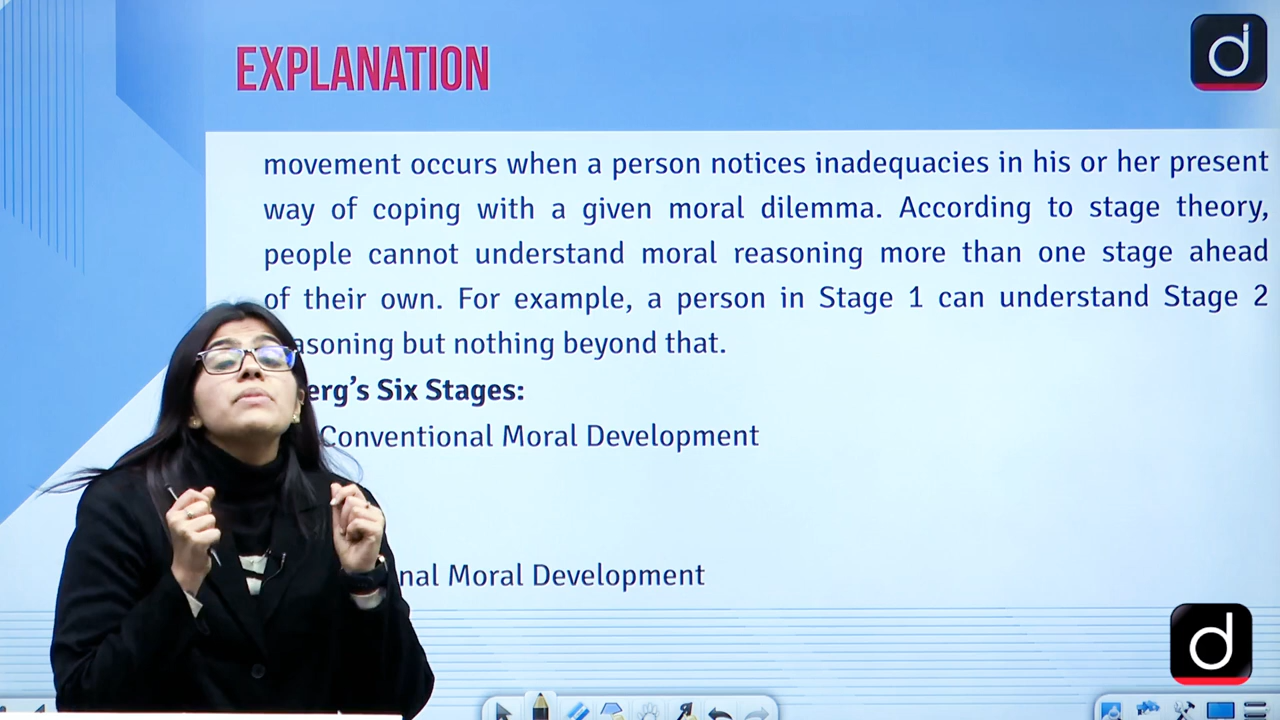 EXPLANATION
movement occurs when a person notices inadequacies in his or her present
way of coping with a given moral dilemma. According to stage theory,
people cannot understand moral reasoning more than one stage ahead
of their own. For example, a person in Stage 1 can understand Stage 2
asoning but nothing beyond that.
erg's Six Stages:
Conventional Moral Development
nal Moral Development
d
d